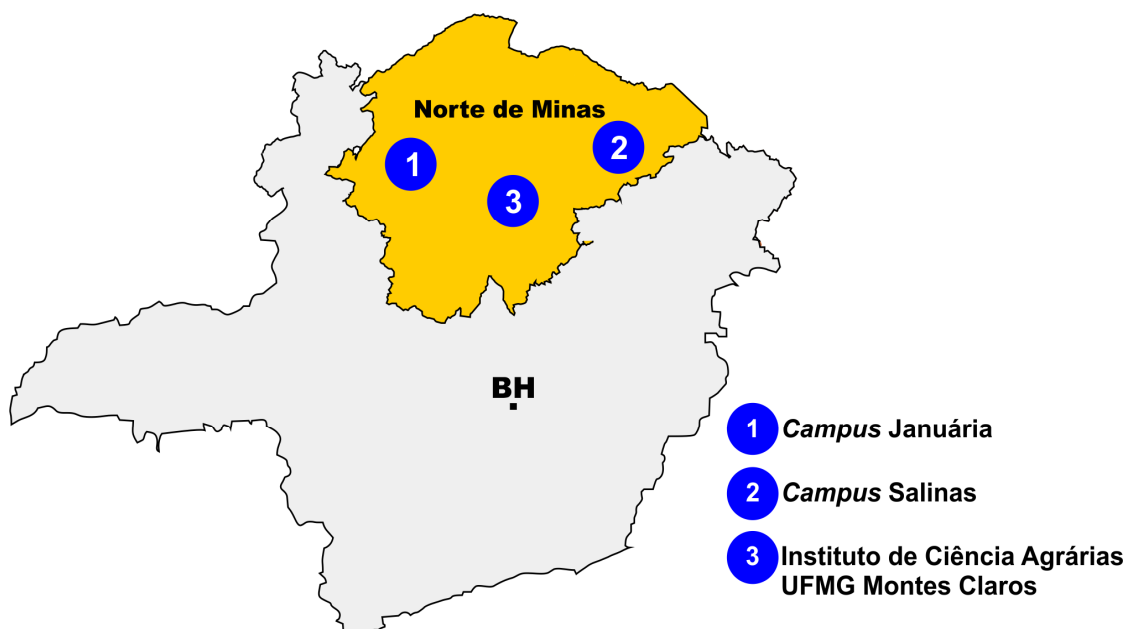 Norte de Minas
1
2
3
BH
1 Campus Januária
2 Campus Salinas
3 Instituto de Ciência Agrárias
UFMG Montes Claros